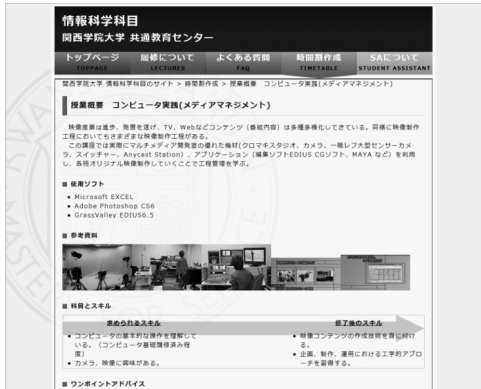 情報科学科目
関西学院大学 共通教育センター
トップページ 履修について よくある質問 時間割作成 SAについて
TOPPAGE LECTURES FAQ TIMETABLE STUDENT ASSISTANT
関西学院大学 情報科学科目のサイト > 時間割作成 > 授業概要 コンピュータ実践(メディアマネジメント)
授業概要 コンピュータ実践(メディアマネジメント)
映像産業は進歩、発展を遂げ、TV、Webなどコンテンツ(番組内容)は多種多様化してきている。同様に映像制作
工程においてもさまざまな映像制作工程がある。
この講座では実際にマルチメディア開発室の優れた機材(クロマキスタジオ、カメラ、一眼レフ大型センサーカメ
ラ、スイッチャー、Anycast Station)、アプリケーション(編集ソフトEDIUS CGソフト、MAYA など)を利用
し、各班オリジナル映像制作していくことで工程管理を学ぶ。
■ 使用ソフト
• Microsoft EXCEL
• Adobe Photoshop CS6
• GrassValley EDIUS6.5
■ 参考資料
■ 科目とスキル
求められるスキル 修了後のスキル
• コンピュータの基本的な操作を理解して
いる。(コンピュータ基礎履修済み程
度)
• カメラ、映像に興味がある。
• 映像コンテンツの作成技術を身に付け
る。
• 企画、制作、運用における工学的アプロ
ーチを習得する。
■ ワンポイントアドバイス